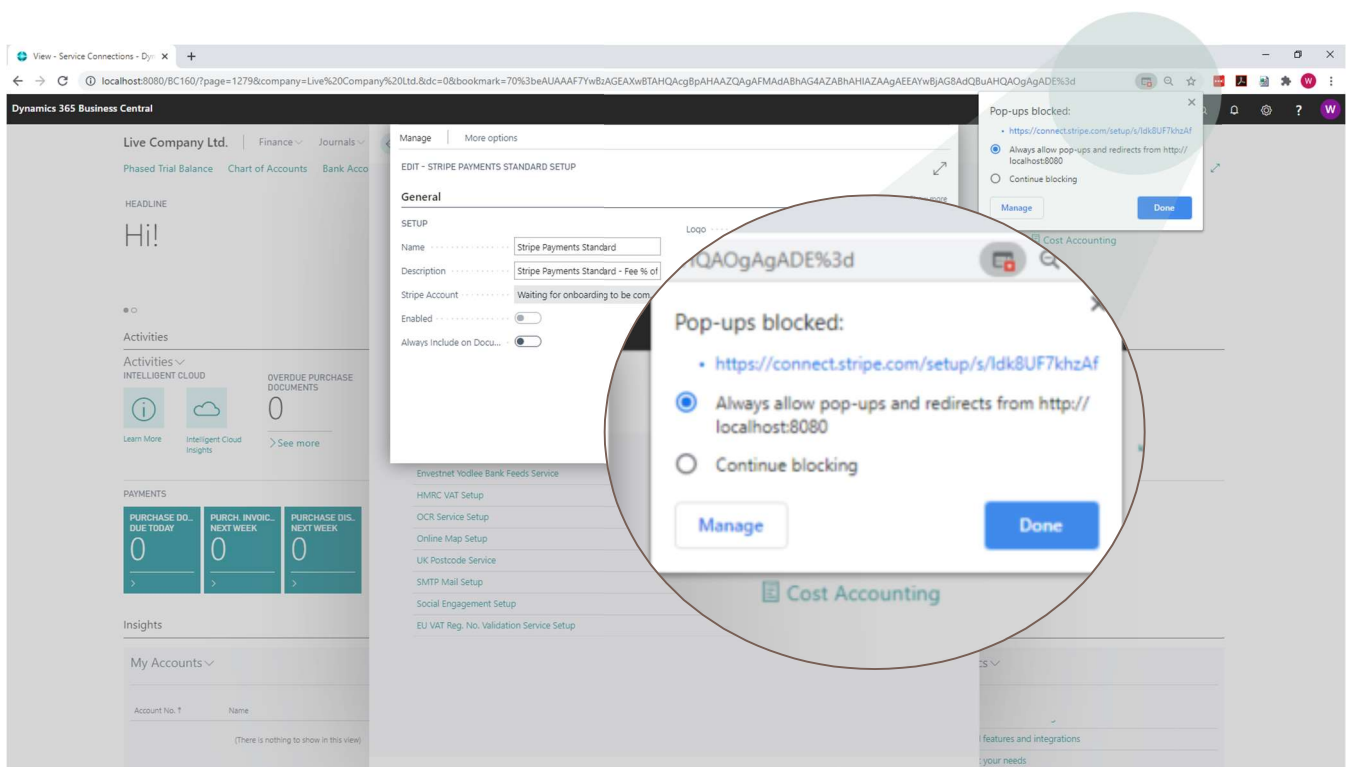 View - Service Connections - Dyn
localhost:8080/BC160/?page=1279&company=Live%20Company%20Ltd.&dc=0&bookmark=70%3beAUAAAF7YwBzAGEAXwBTAHQAcgBpAHAAZQAgAFMAdABhAG4AZABhAHIAZAAgAEEAYwBjAG8AdQBuAHQAOgAgADE%3d
Dynamics 365 Business Central
?
W
Live Company Ltd.
Finance
Journals
Phased Trial Balance
Chart of Accounts
Bank Acco
HEADLINE
Hi!
Activities
Activities
INTELLIGENT CLOUD
Learn More
Intelligent Cloud
Insights
OVERDUE PURCHASE
DOCUMENTS
0
See more
PAYMENTS
PURCHASE DO..
DUE TODAY
0
PURCH. INVOIC..
NEXT WEEK
0
PURCHASE DIS..
NEXT WEEK
0
Insights
My Accounts
Account No. ↑
Name
(There is nothing to show in this view)
Manage
More options
EDIT - STRIPE PAYMENTS STANDARD SETUP
General
more
SETUP
Logo
Name
Stripe Payments Standard
Description
Stripe Payments Standard - Fee % of
Stripe Account
Waiting for onboarding to be com
Enabled
Always Include on Docu...
Envestnet Yodlee Bank Feeds Service
HMRC VAT Setup
OCR Service Setup
Online Map Setup
UK Postcode Service
SMTP Mail Setup
Social Engagement Setup
EU VAT Reg. No. Validation Service Setup
Pop-ups blocked:
https://connect.stripe.com/setup/s/Idk8UF7khzAf
Always allow pop-ups and redirects from http://
localhost:8080
Continue blocking
Manage
Done
Cost Accounting
HQAOgAgADE%3d
Pop-ups blocked:
https://connect.stripe.com/setup/s/Idk8UF7khzAf
Always allow pop-ups and redirects from http://
localhost:8080
Continue blocking
Manage
Done
Cost Accounting
features and integrations
your needs